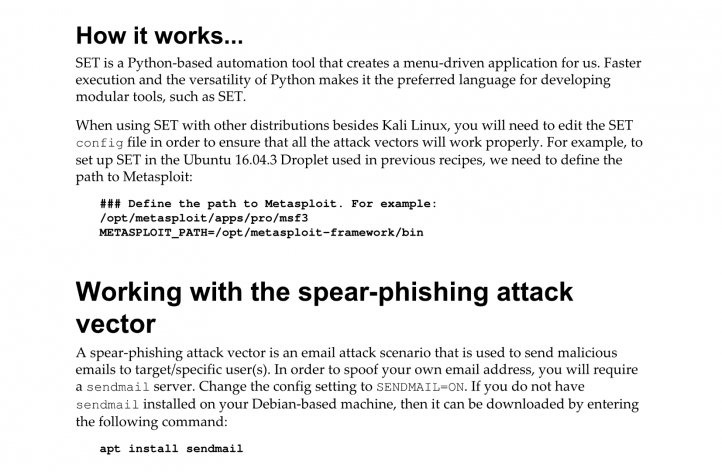 How it works...
SET is a Python-based automation tool that creates a menu-driven application for us. Faster
execution and the versatility of Python makes it the preferred language for developing
modular tools, such as SET.
When using SET with other distributions besides Kali Linux, you will need to edit the SET
config file in order to ensure that all the attack vectors will work properly. For example, to
set up SET in the Ubuntu 16.04.3 Droplet used in previous recipes, we need to define the
path to Metasploit:
### Define the path to Metasploit. For example:
/opt/metasploit/apps/pro/msf3
METASPLOIT_PATH=/opt/metasploit-framework/bin
Working with the spear-phishing attack
vector
A spear-phishing attack vector is an email attack scenario that is used to send malicious
emails to target/specific user(s). In order to spoof your own email address, you will require
a sendmail server. Change the config setting to SENDMAIL=ON. If you do not have
sendmail installed on your Debian-based machine, then it can be downloaded by entering
the following command:
apt install sendmail